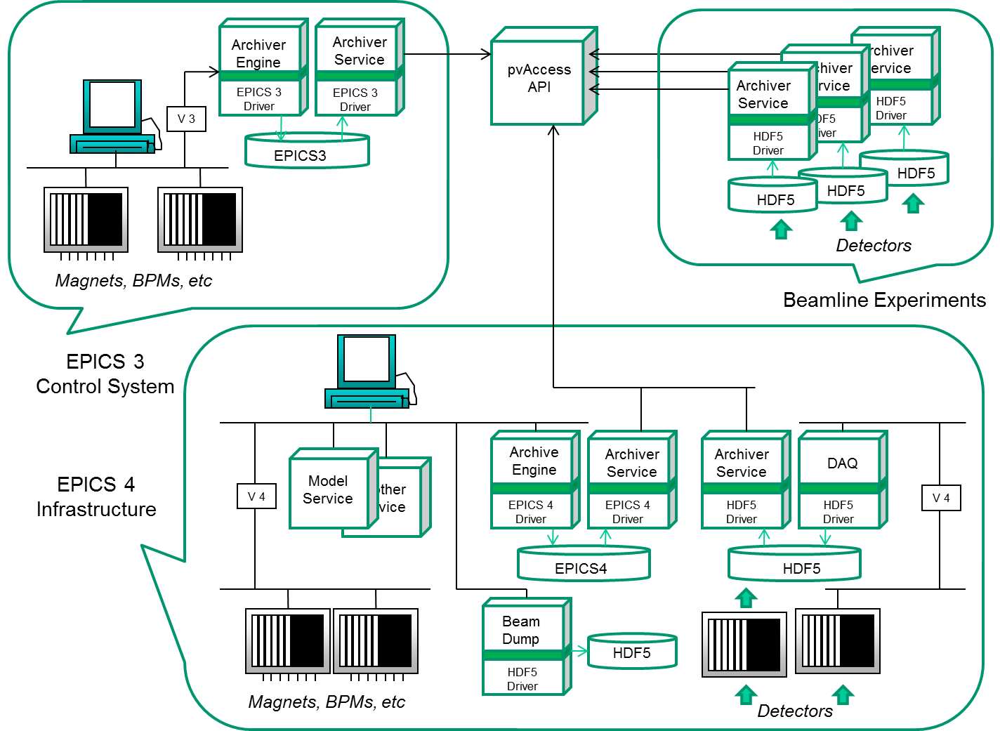 Archiver
Engine
EPICS 3
Driver
Archiver
Service
EPICS 3
Driver
V 3
EPICS3
Magnets, BPMs, etc
EPICS 3
Control System
pvAccess
API
Archiver
Service
HDF5
Driver
HDF5
HDF5
Archiver
Service
HDF5
Driver
HDF5
Detectors
Beamline Experiments
EPICS 4
Infrastructure
V 4
Model
Service
Archive
Engine
EPICS 4
Driver
Archiver
Service
EPICS 4
Driver
EPICS4
Archiver
Service
HDF5
Driver
DAQ
HDF5
Driver
HDF5
V 4
Beam
Dump
HDF5
Driver
HDF5
Magnets, BPMs, etc
Detectors